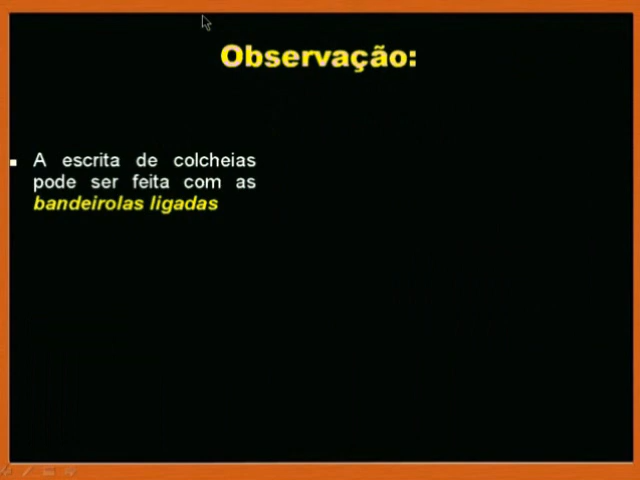 Observação:
A escrita de colcheias
pode ser feita com as
bandeirolas ligadas